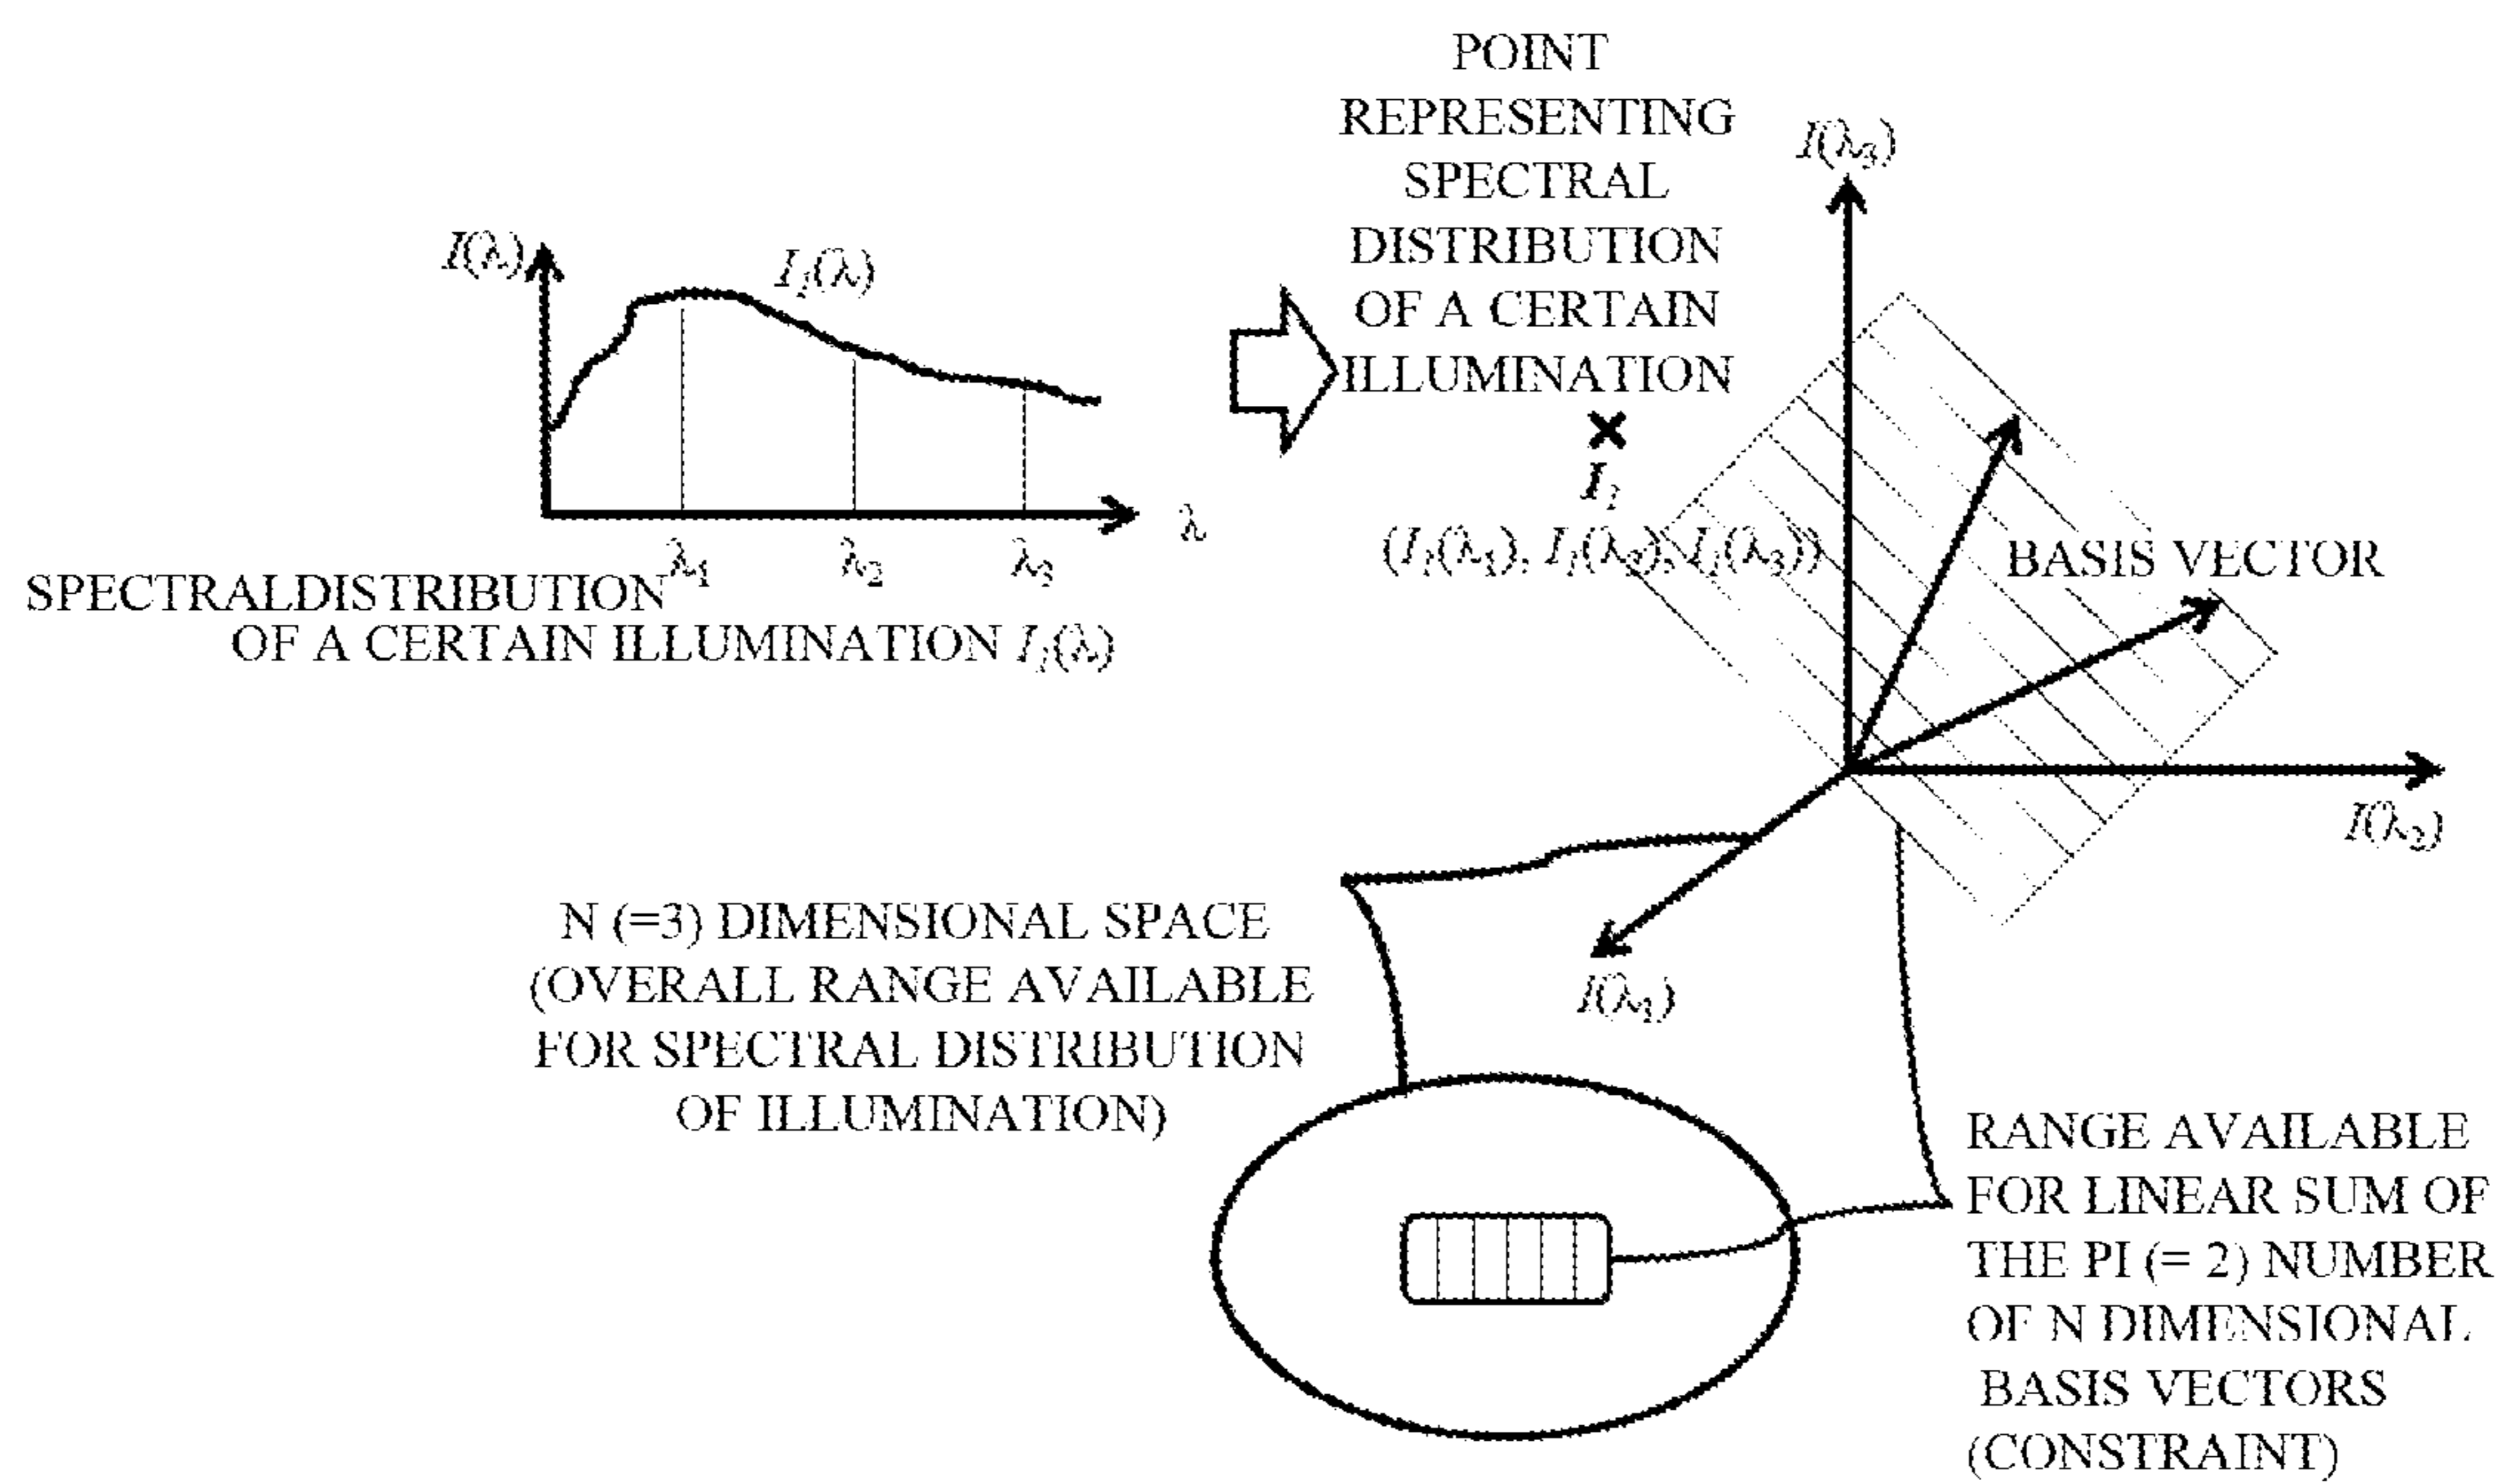 I(λ)
I₁(λ)
λ
λ₁ λ₂ λ₃
SPECTRALDISTRIBUTION
OF A CERTAIN ILLUMINATION I₁(λ)
POINT
REPRESENTING
SPECTRAL
DISTRIBUTION
OF A CERTAIN
ILLUMINATION
I₁
(I₁(λ₁), I₁(λ₂), I₁(λ₃))
I(λ₃)
BASIS VECTOR
I(λ₂)
I(λ₁)
N (=3) DIMENSIONAL SPACE
(OVERALL RANGE AVAILABLE
FOR SPECTRAL DISTRIBUTION
OF ILLUMINATION)
RANGE AVAILABLE
FOR LINEAR SUM OF
THE PI (= 2) NUMBER
OF N DIMENSIONAL
BASIS VECTORS
(CONSTRAINT)